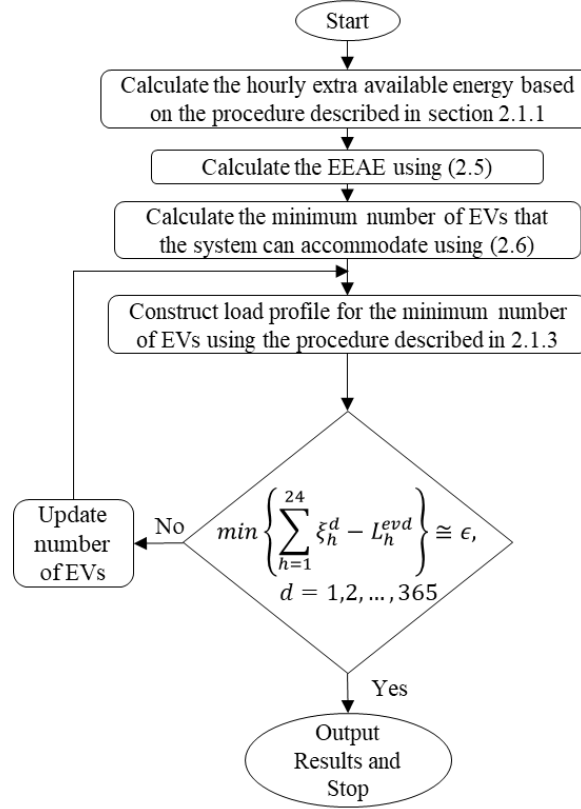 Start
Calculate the hourly extra available energy based
on the procedure described in section 2.1.1
Calculate the EEAE using (2.5)
Calculate the minimum number of EVs that
the system can accommodate using (2.6)
Construct load profile for the minimum number
of EVs using the procedure described in 2.1.3
min{∑_{h=1}^{24} ξ_h^d − L_h^{evd}} ≅ ϵ,
d = 1,2, … , 365
No
Update
number
of EVs
Yes
Output
Results and
Stop